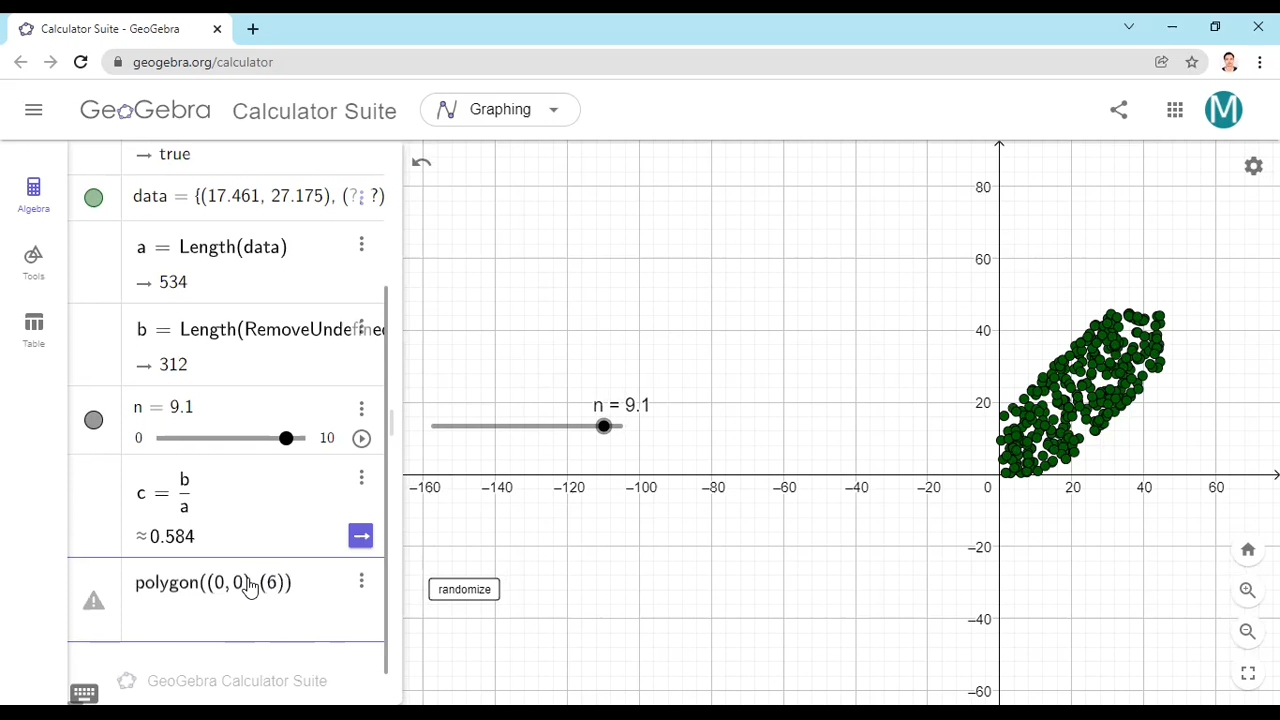 Calculator Suite - GeoGebra
geogebra.org/calculator
GeoGebra Calculator Suite Graphing M
→ true
Algebra
data = {(17.461, 27.175), (? ?)
a = Length(data)
→ 534
Tools
b = Length(RemoveUndefined
→ 312
Table
n = 9.1
0 10
c = b/a
≈ 0.584
polygon((0, 0), (6))
GeoGebra Calculator Suite
n = 9.1
randomize
80
60
40
20
−160 −140 −120 −100 −80 −60 −40 −20 0 20 40 60
−20
−40
−60